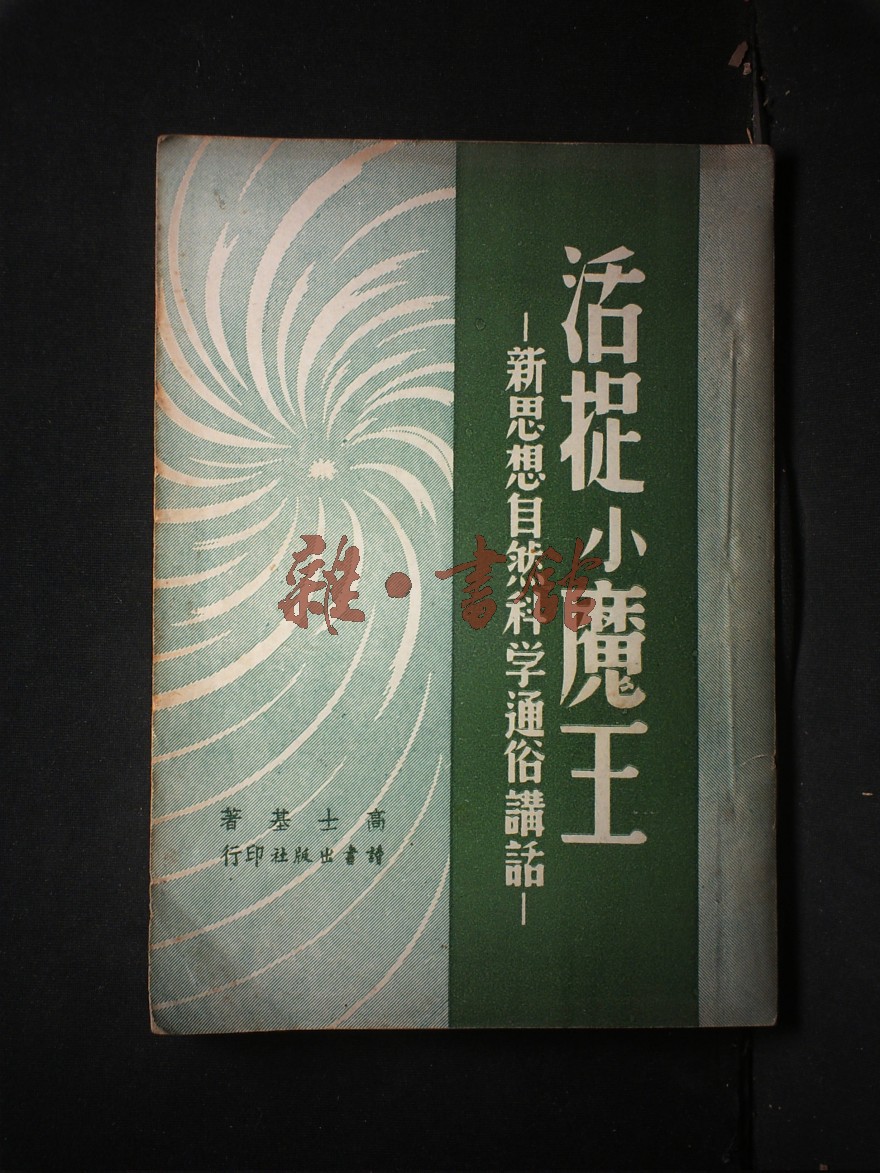 活捉小魔王
—新思想自然科学通俗講話—
高士基著
讀書出版社印行
雜·書館